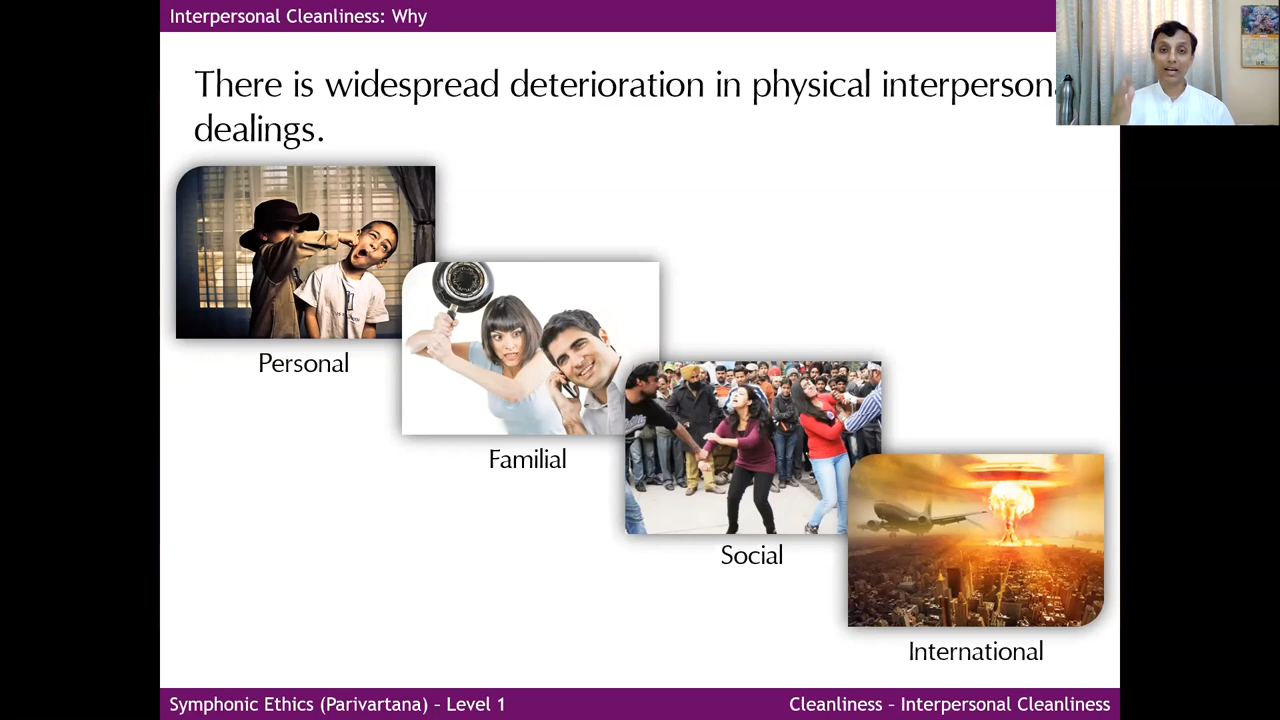 Interpersonal Cleanliness: Why
There is widespread deterioration in physical
dealings.
Personal
Familial
Social
International
Symphonic Ethics (Parivartana) – Level 1
Cleanliness – Interpersonal Cleanliness